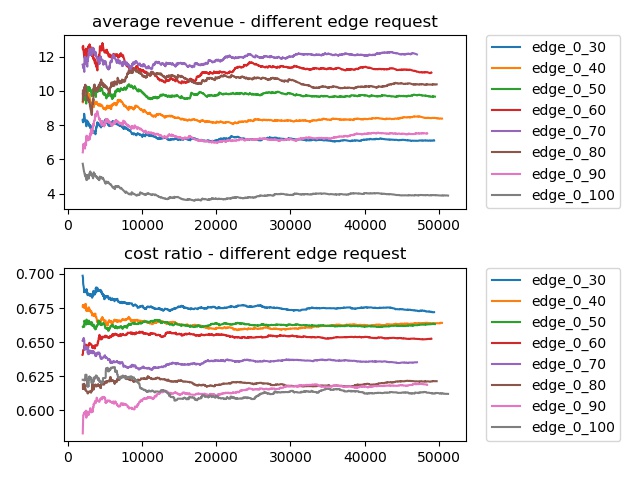 average revenue - different edge request
12
10
8
6
4
0
10000
20000
30000
40000
50000
edge_0_30
edge_0_40
edge_0_50
edge_0_60
edge_0_70
edge_0_80
edge_0_90
edge_0_100
cost ratio - different edge request
0.700
0.675
0.650
0.625
0.600
0
10000
20000
30000
40000
50000
edge_0_30
edge_0_40
edge_0_50
edge_0_60
edge_0_70
edge_0_80
edge_0_90
edge_0_100